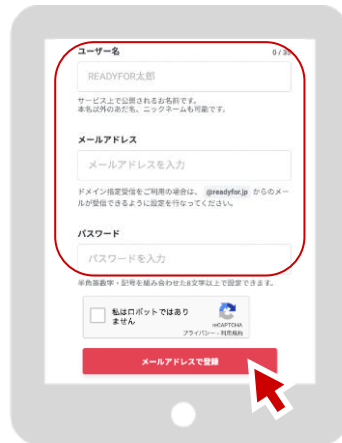 ユーザー名
0 / 30
READYFOR太郎
サービス上で公開されるお名前です。
本名以外のあだ名、ニックネームも可能です。
メールアドレス
メールアドレスを入力
ドメイン指定受信をご利用の場合は、 @readyfor.jp からのメー
ルが受信できるように設定を行なってください。
パスワード
パスワードを入力
半角英数字・記号を組み合わせた8文字以上で設定できます。
私はロボットではあり
ません
reCAPTCHA
プライバシー - 利用規約
メールアドレスで登録